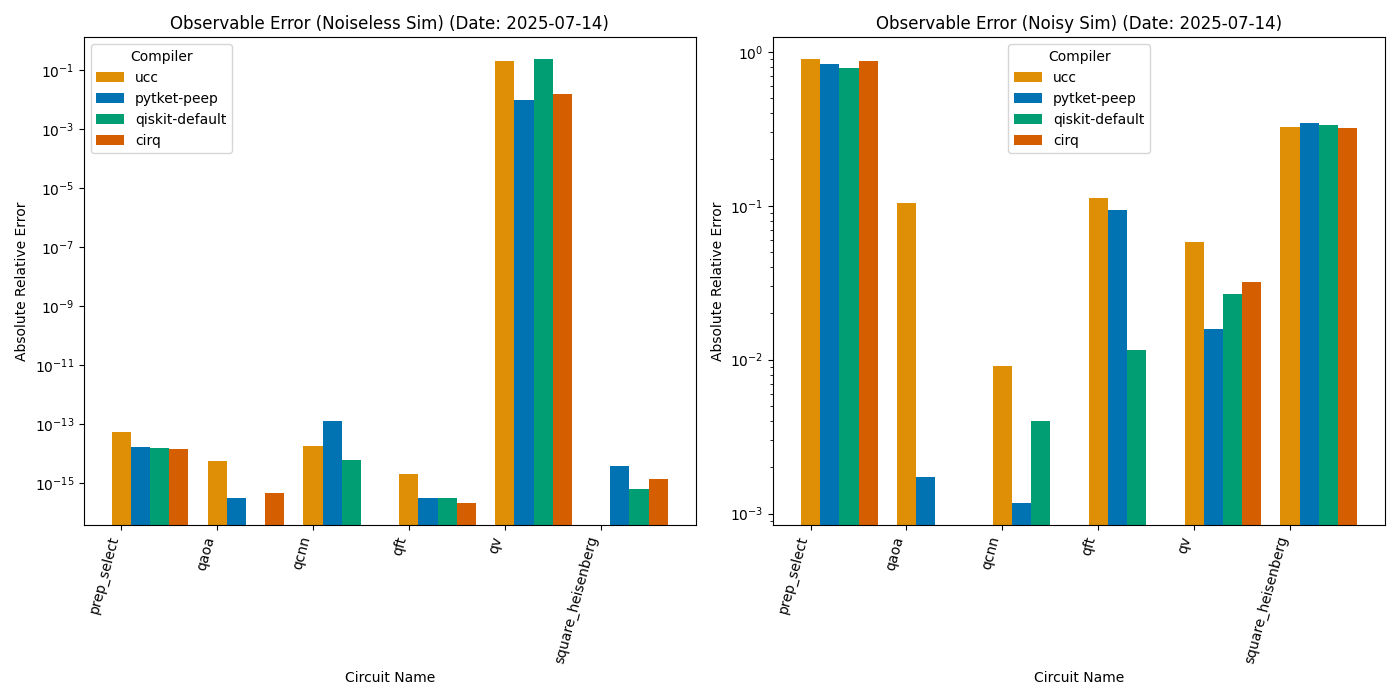 Observable Error (Noiseless Sim) (Date: 2025-07-14)
Absolute Relative Error
10^-1
10^-3
10^-5
10^-7
10^-9
10^-11
10^-13
10^-15
Compiler
ucc
pytket-peep
qiskit-default
cirq
prep_select
qaoa
qcnn
qft
qv
square_heisenberg
Circuit Name
Observable Error (Noisy Sim) (Date: 2025-07-14)
Absolute Relative Error
10^0
10^-1
10^-2
10^-3
Compiler
ucc
pytket-peep
qiskit-default
cirq
prep_select
qaoa
qcnn
qft
qv
square_heisenberg
Circuit Name